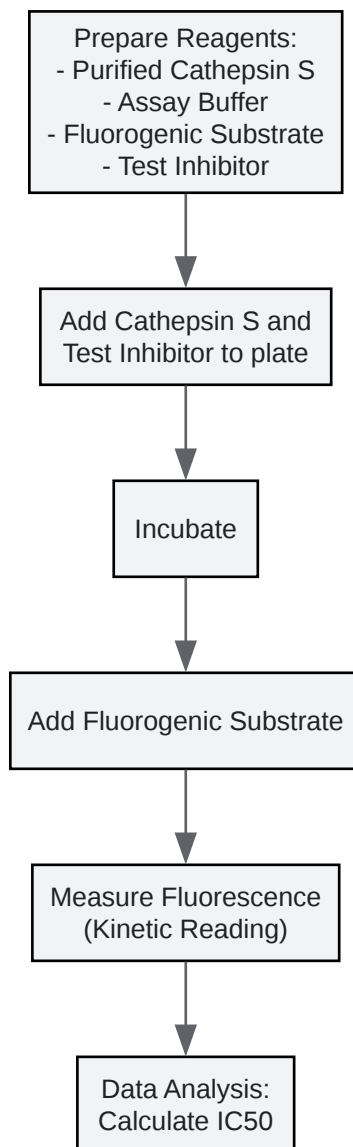 Prepare Reagents:
- Purified Cathepsin S
- Assay Buffer
- Fluorogenic Substrate
- Test Inhibitor
Add Cathepsin S and
Test Inhibitor to plate
Incubate
Add Fluorogenic Substrate
Measure Fluorescence
(Kinetic Reading)
Data Analysis:
Calculate IC50